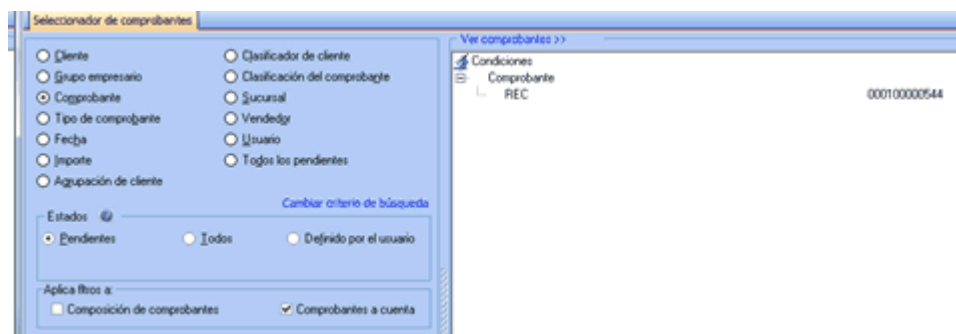 Seleccionador de comprobantes
Cliente
Grupo empresario
Comprobante
Tipo de comprobante
Fecha
Importe
Agrupación de cliente
Clasificador de cliente
Clasificación del comprobante
Sucursal
Vendedor
Usuario
Todos los pendientes
Cambiar criterio de búsqueda
Estados
Pendientes Todos Definido por el usuario
Aplica filtros a:
Composición de comprobantes Comprobantes a cuenta
Ver comprobantes >>
Condiciones
Comprobante
REC 000100000544